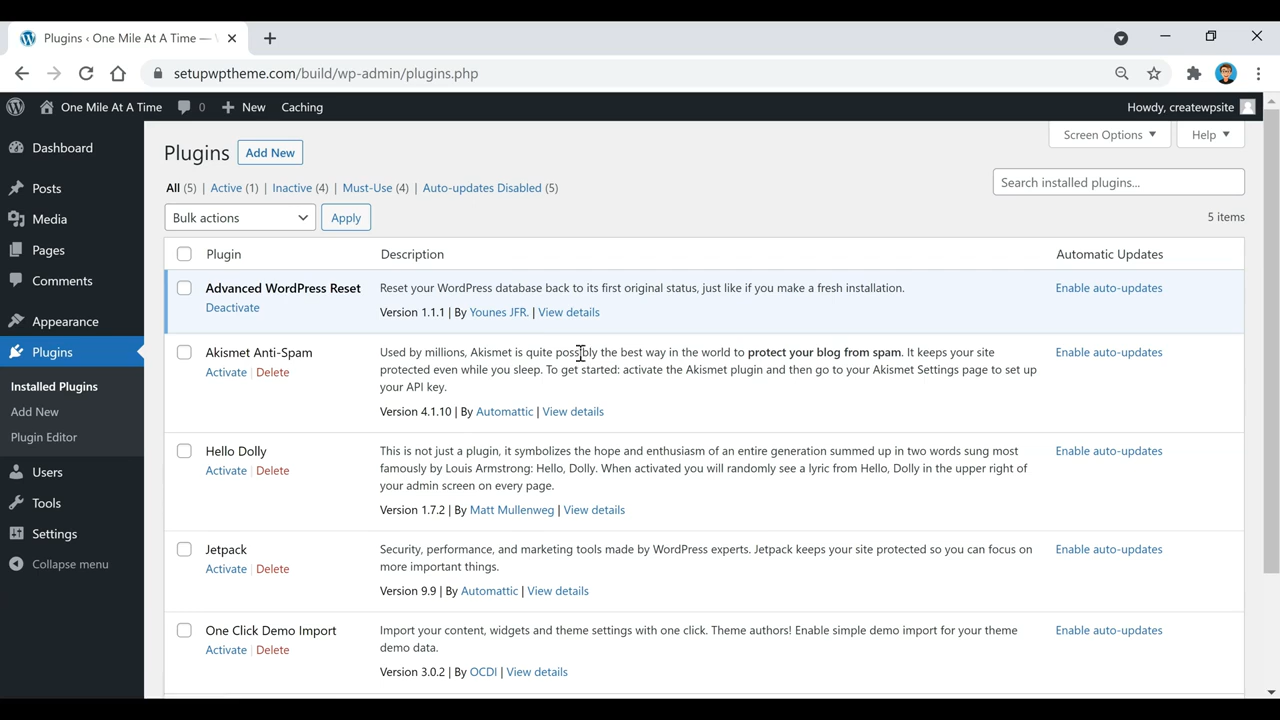 Plugins ‹ One Mile At A Time —
setupwptheme.com/build/wp-admin/plugins.php
One Mile At A Time 0 New Caching Howdy, createwpsite
Screen Options Help
Dashboard
Posts
Media
Pages
Comments
Appearance
Plugins
Installed Plugins
Add New
Plugin Editor
Users
Tools
Settings
Collapse menu
Plugins Add New
All (5) | Active (1) | Inactive (4) | Must-Use (4) | Auto-updates Disabled (5)
Search installed plugins...
Bulk actions Apply
5 items
Plugin Description Automatic Updates
Advanced WordPress Reset
Deactivate
Reset your WordPress database back to its first original status, just like if you make a fresh installation.
Version 1.1.1 | By Younes JFR. | View details
Enable auto-updates
Akismet Anti-Spam
Activate | Delete
Used by millions, Akismet is quite possibly the best way in the world to protect your blog from spam. It keeps your site
protected even while you sleep. To get started: activate the Akismet plugin and then go to your Akismet Settings page to set up
your API key.
Version 4.1.10 | By Automattic | View details
Enable auto-updates
Hello Dolly
Activate | Delete
This is not just a plugin, it symbolizes the hope and enthusiasm of an entire generation summed up in two words sung most
famously by Louis Armstrong: Hello, Dolly. When activated you will randomly see a lyric from Hello, Dolly in the upper right of
your admin screen on every page.
Version 1.7.2 | By Matt Mullenweg | View details
Enable auto-updates
Jetpack
Activate | Delete
Security, performance, and marketing tools made by WordPress experts. Jetpack keeps your site protected so you can focus on
more important things.
Version 9.9 | By Automattic | View details
Enable auto-updates
One Click Demo Import
Activate | Delete
Import your content, widgets and theme settings with one click. Theme authors! Enable simple demo import for your theme
demo data.
Version 3.0.2 | By OCDI | View details
Enable auto-updates